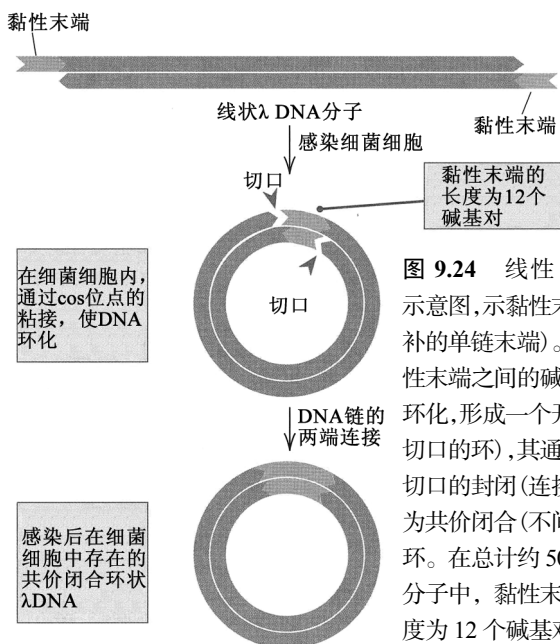 黏性末端
黏性末端
线状λ DNA分子
感染细菌细胞
切口
黏性末端的
长度为12个
碱基对
在细菌细胞内，
通过cos位点的
粘接，使DNA
环化
切口
DNA链的
两端连接
感染后在细菌
细胞中存在的
共价闭合环状
λDNA
图 9.24 线性
示意图，示黏性末
补的单链末端）。
性末端之间的碱
环化，形成一个开
切口的环），其通
切口的封闭（连接
为共价闭合（不间
环。在总计约 50
分子中，黏性末
度为 12 个碱基对